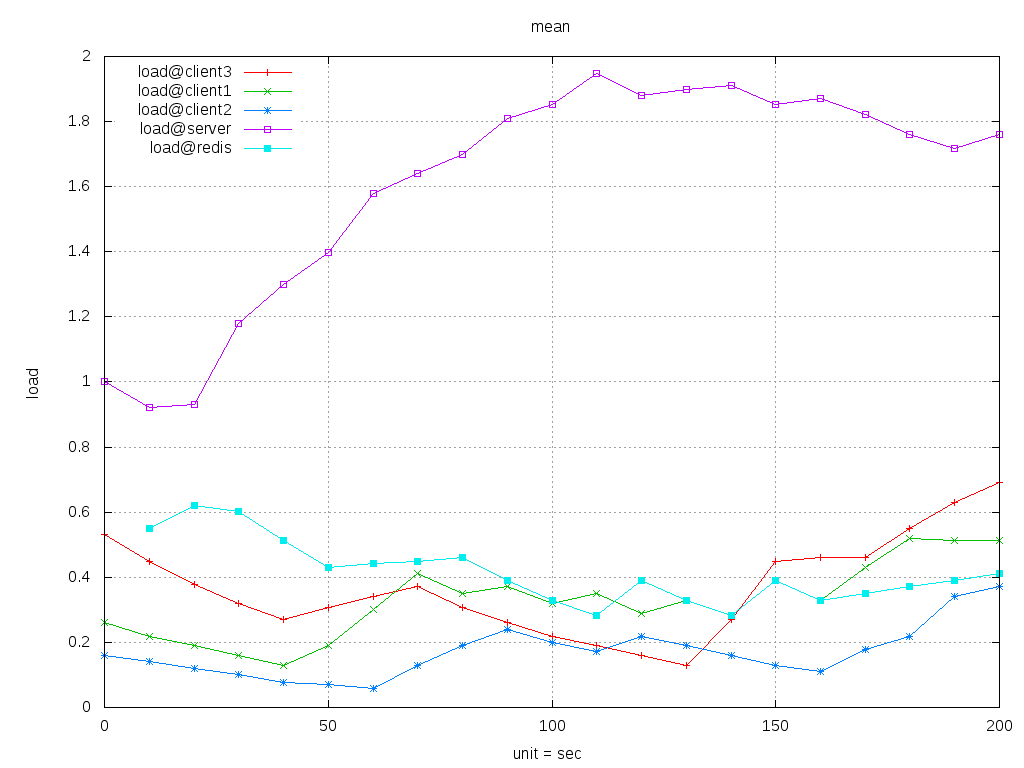 mean
2
load@client3
load@client1
load@client2
load@server
load@redis
1.8
1.6
1.4
1.2
1
0.8
0.6
0.4
0.2
0
load
0 50 100 150 200
unit = sec